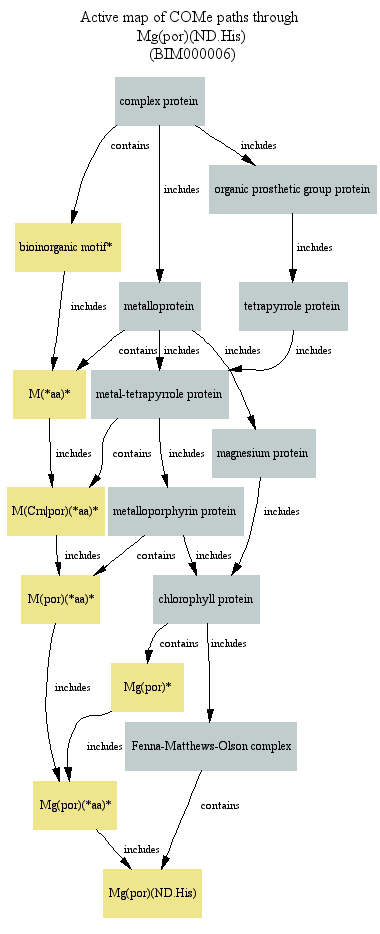 Active map of COMe paths through
Mg(por)(ND.His)
(BIM000006)
complex protein
contains
includes
includes
organic prosthetic group protein
bioinorganic motif*
includes
includes
metalloprotein
tetrapyrrole protein
contains
includes
includes
includes
M(*aa)*
metal-tetrapyrrole protein
includes
contains
includes
magnesium protein
M(Crn|por)(*aa)*
metalloporphyrin protein
includes
includes
contains
includes
M(por)(*aa)*
chlorophyll protein
contains
includes
includes
Mg(por)*
includes
Fenna-Matthews-Olson complex
Mg(por)(*aa)*
contains
includes
Mg(por)(ND.His)